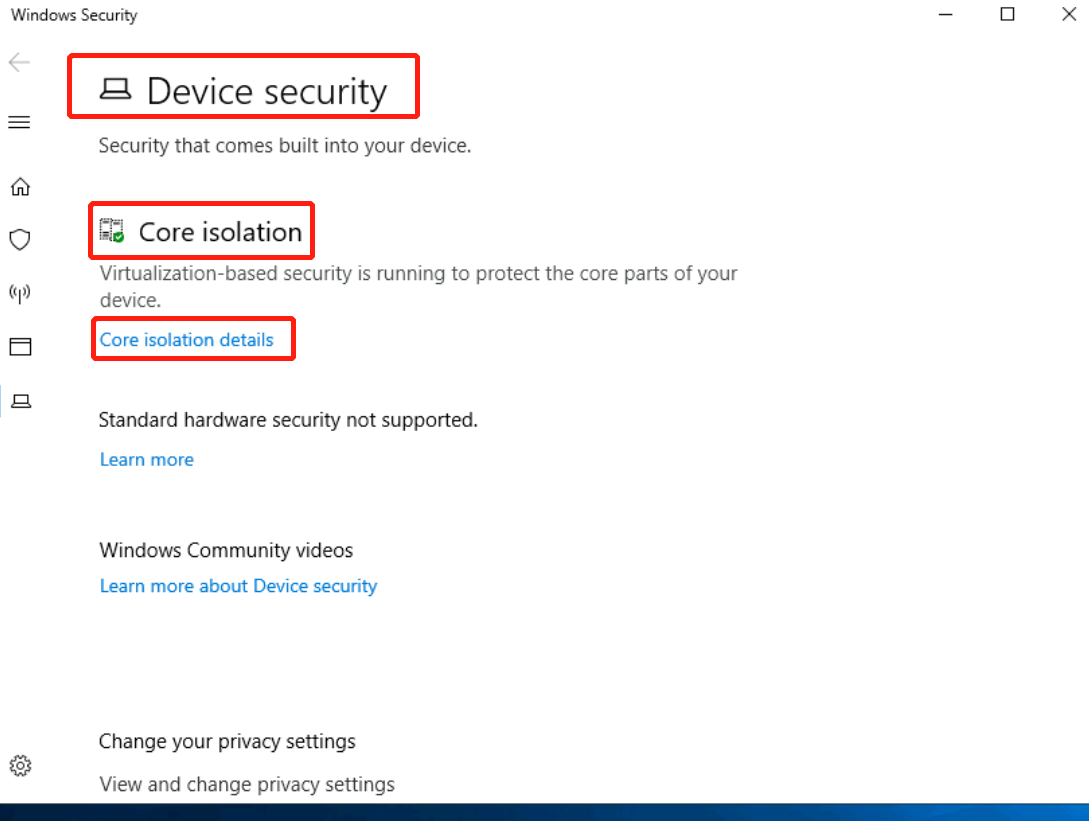 Windows Security
Device security
Security that comes built into your device.
Core isolation
Virtualization-based security is running to protect the core parts of your
device.
Core isolation details
Standard hardware security not supported.
Learn more
Windows Community videos
Learn more about Device security
Change your privacy settings
View and change privacy settings